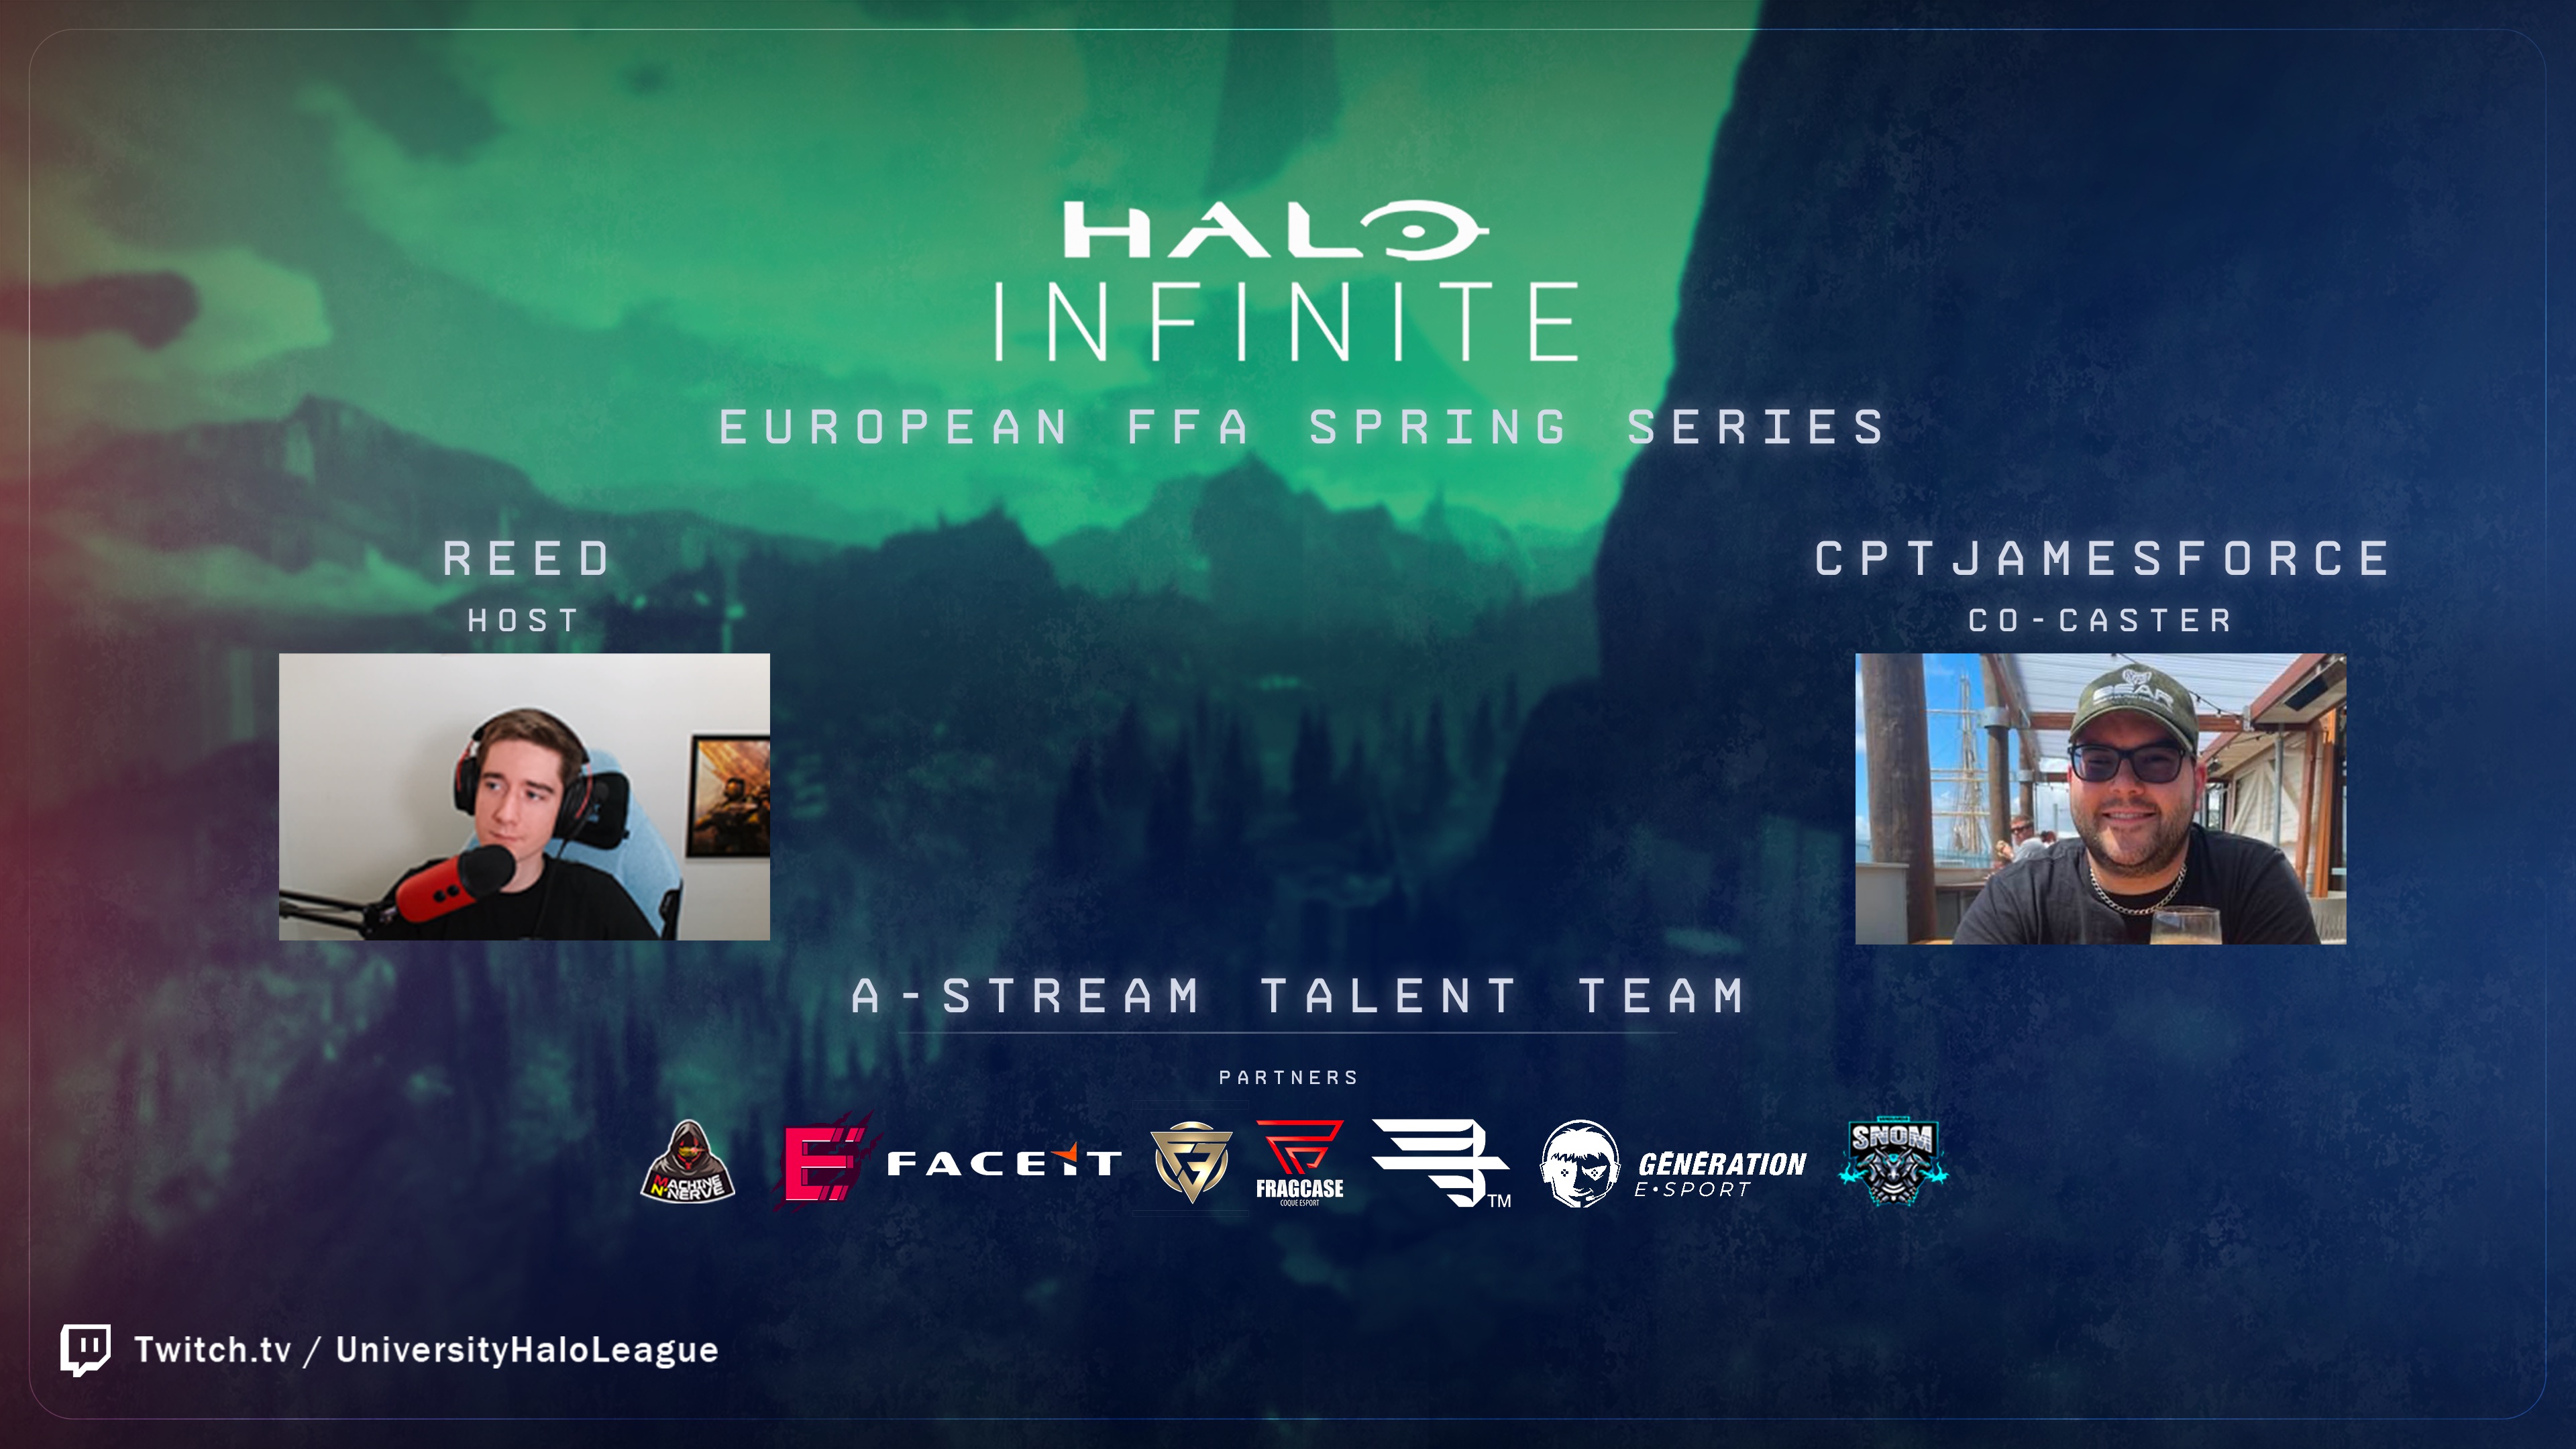 HALO
INFINITE
EUROPEAN FFA SPRING SERIES
REED
HOST
CPTJAMESFORCE
CO-CASTER
BEAR
A-STREAM TALENT TEAM
PARTNERS
MACHINE
N' NERVE
FACEIT
FRAGCASE
COQUE ESPORT
TM
GÉNÉRATION
E•SPORT
SNOM
Twitch.tv / UniversityHaloLeague